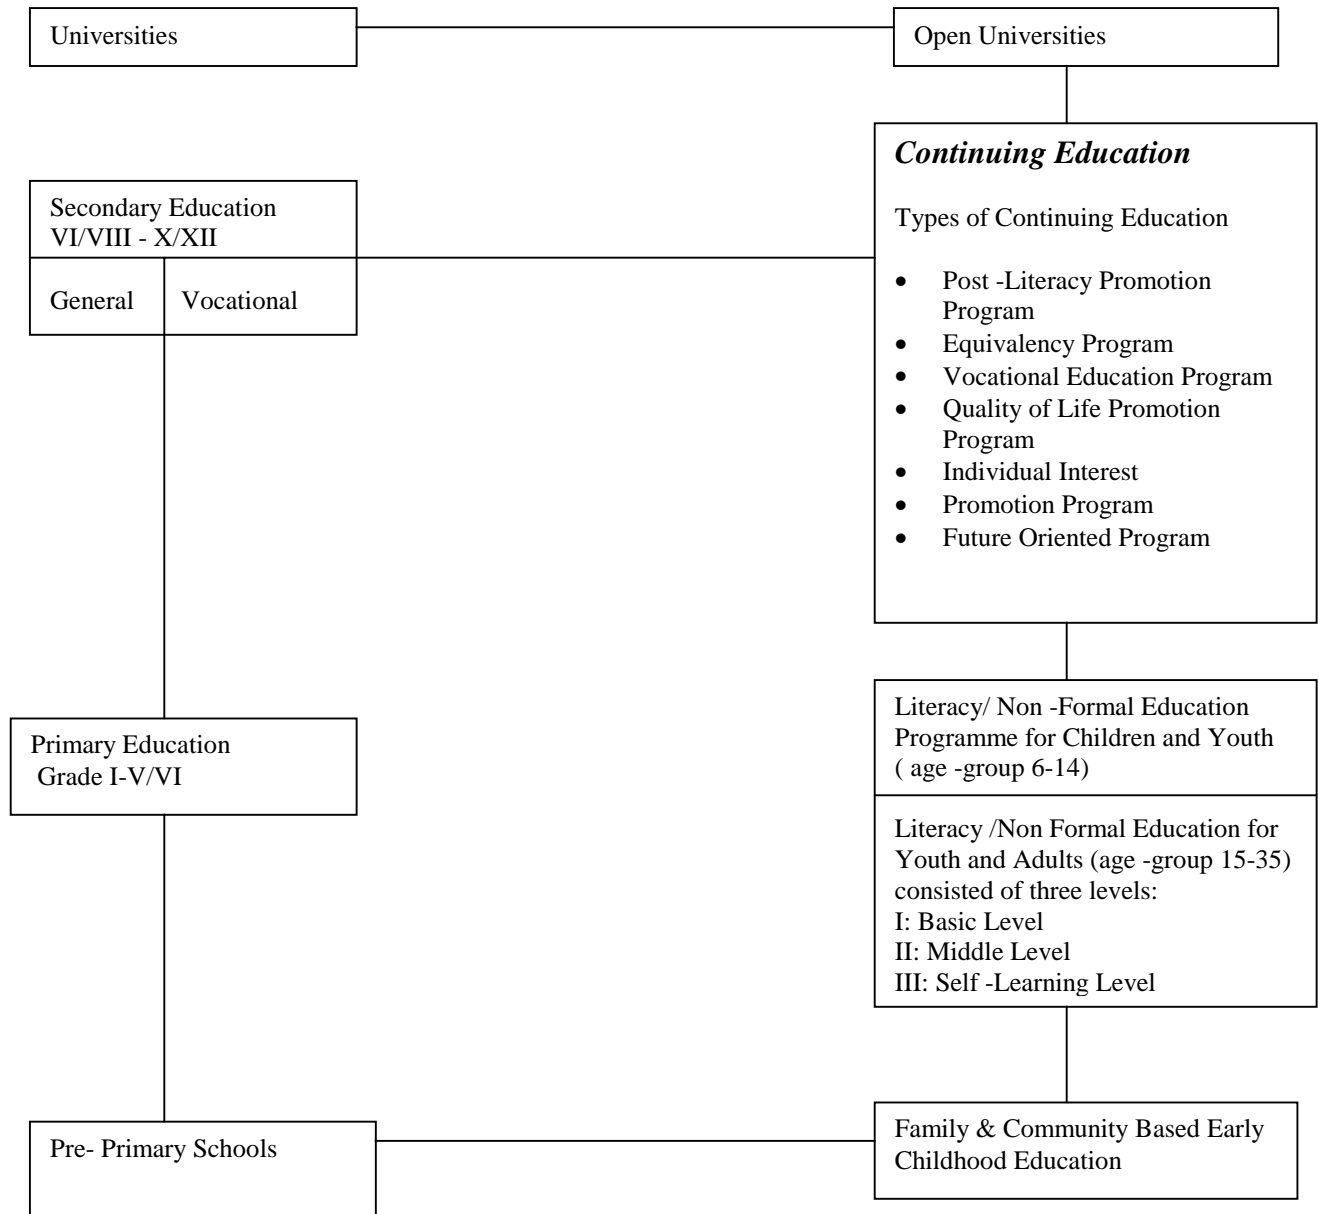 Universities
Open Universities
Continuing Education
Types of Continuing Education
• Post -Literacy Promotion
Program
• Equivalency Program
• Vocational Education Program
• Quality of Life Promotion
Program
• Individual Interest
• Promotion Program
• Future Oriented Program
Secondary Education
VI/VIII - X/XII
General
Vocational
Primary Education
Grade I-V/VI
Literacy/ Non -Formal Education
Programme for Children and Youth
( age -group 6-14)
Literacy /Non Formal Education for
Youth and Adults (age -group 15-35)
consisted of three levels:
I: Basic Level
II: Middle Level
III: Self -Learning Level
Pre- Primary Schools
Family & Community Based Early
Childhood Education